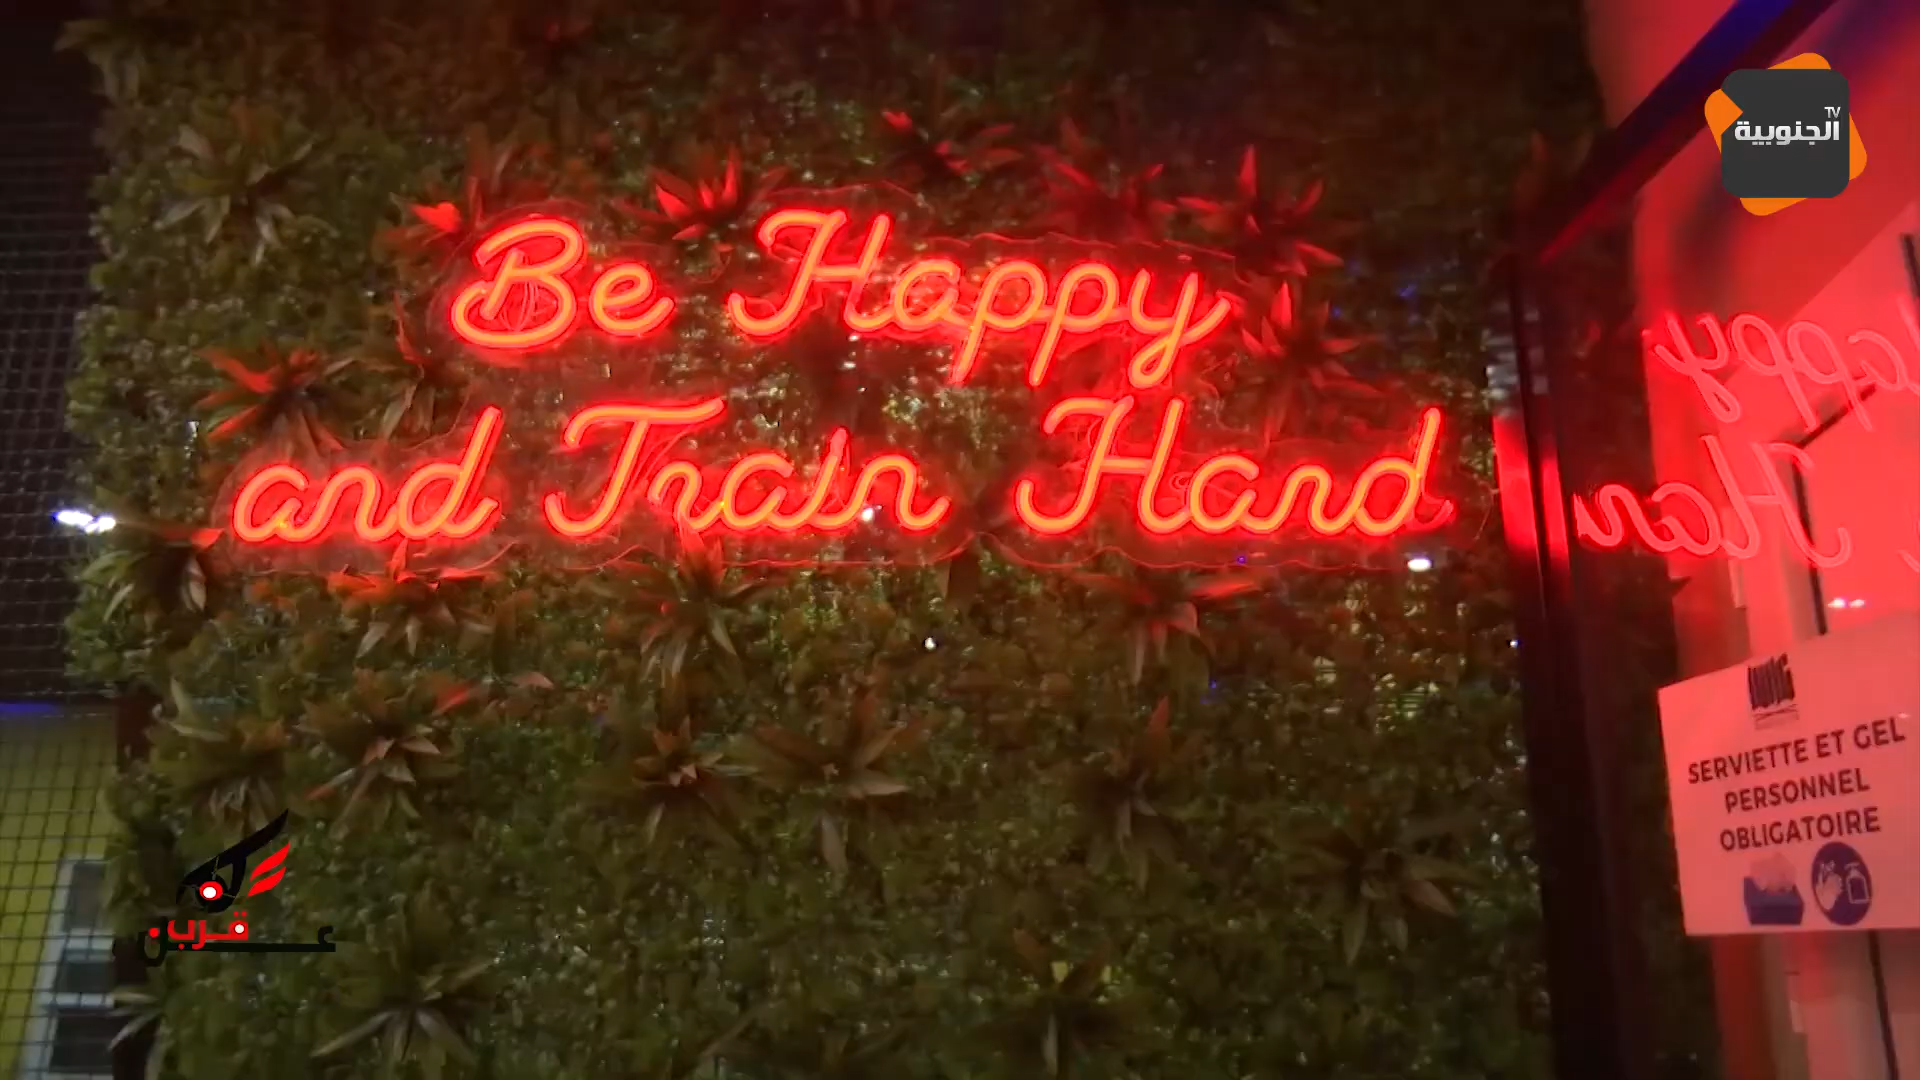 TV
الجنوبية
Be Happy
and Train Hard
SERVIETTE ET GEL
PERSONNEL
OBLIGATOIRE
عن قرب